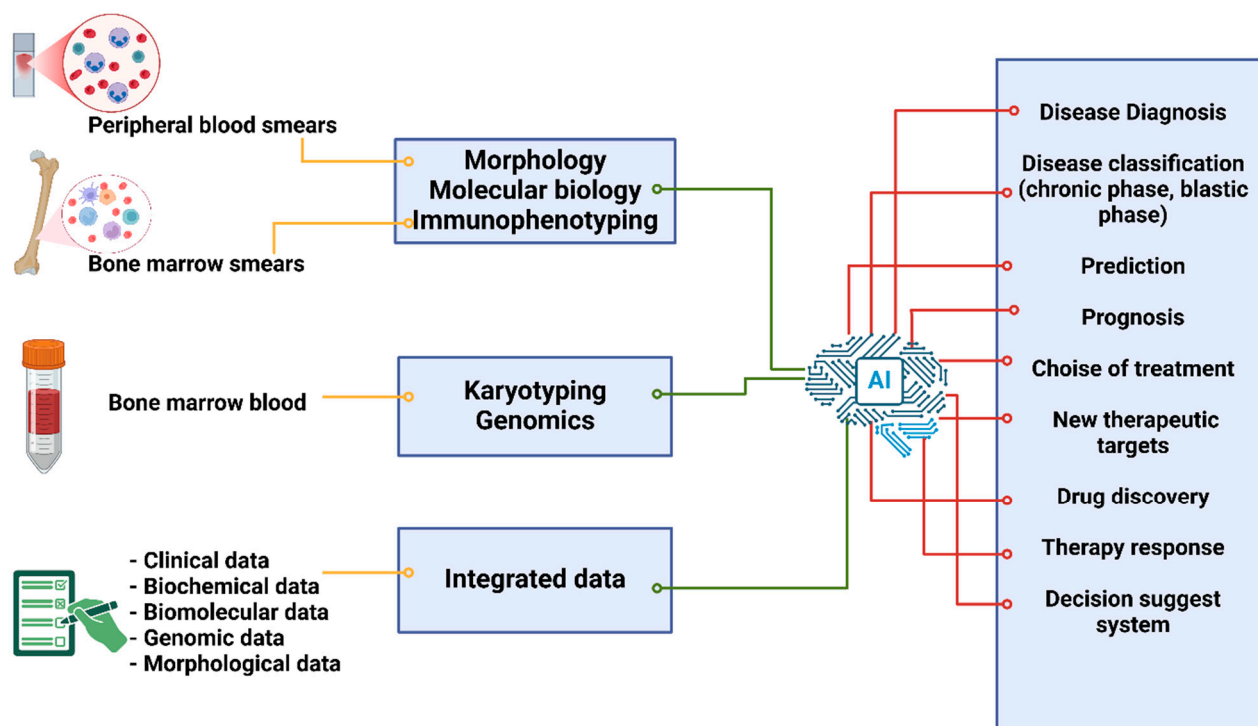 Peripheral blood smears
Bone marrow smears
Morphology
Molecular biology
Immunophenotyping
Bone marrow blood
Karyotyping
Genomics
- Clinical data
- Biochemical data
- Biomolecular data
- Genomic data
- Morphological data
Integrated data
AI
Disease Diagnosis
Disease classification
(chronic phase, blastic
phase)
Prediction
Prognosis
Choise of treatment
New therapeutic
targets
Drug discovery
Therapy response
Decision suggest
system